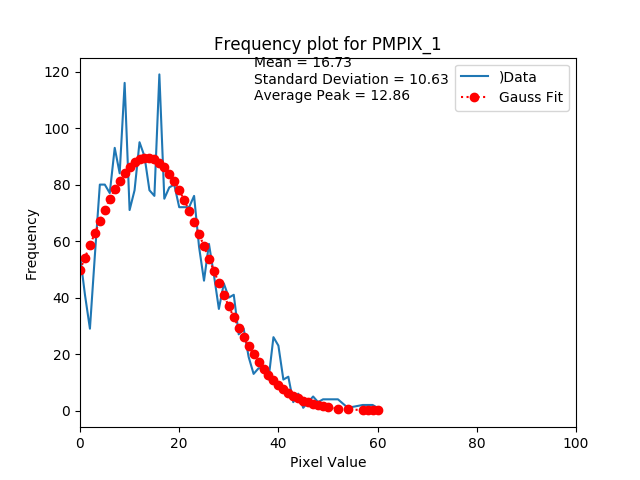 Frequency plot for PMPIX_1
Mean = 16.73
Standard Deviation = 10.63
Average Peak = 12.86
)Data
Gauss Fit
Frequency
120
100
80
60
40
20
0
0 20 40 60 80 100
Pixel Value